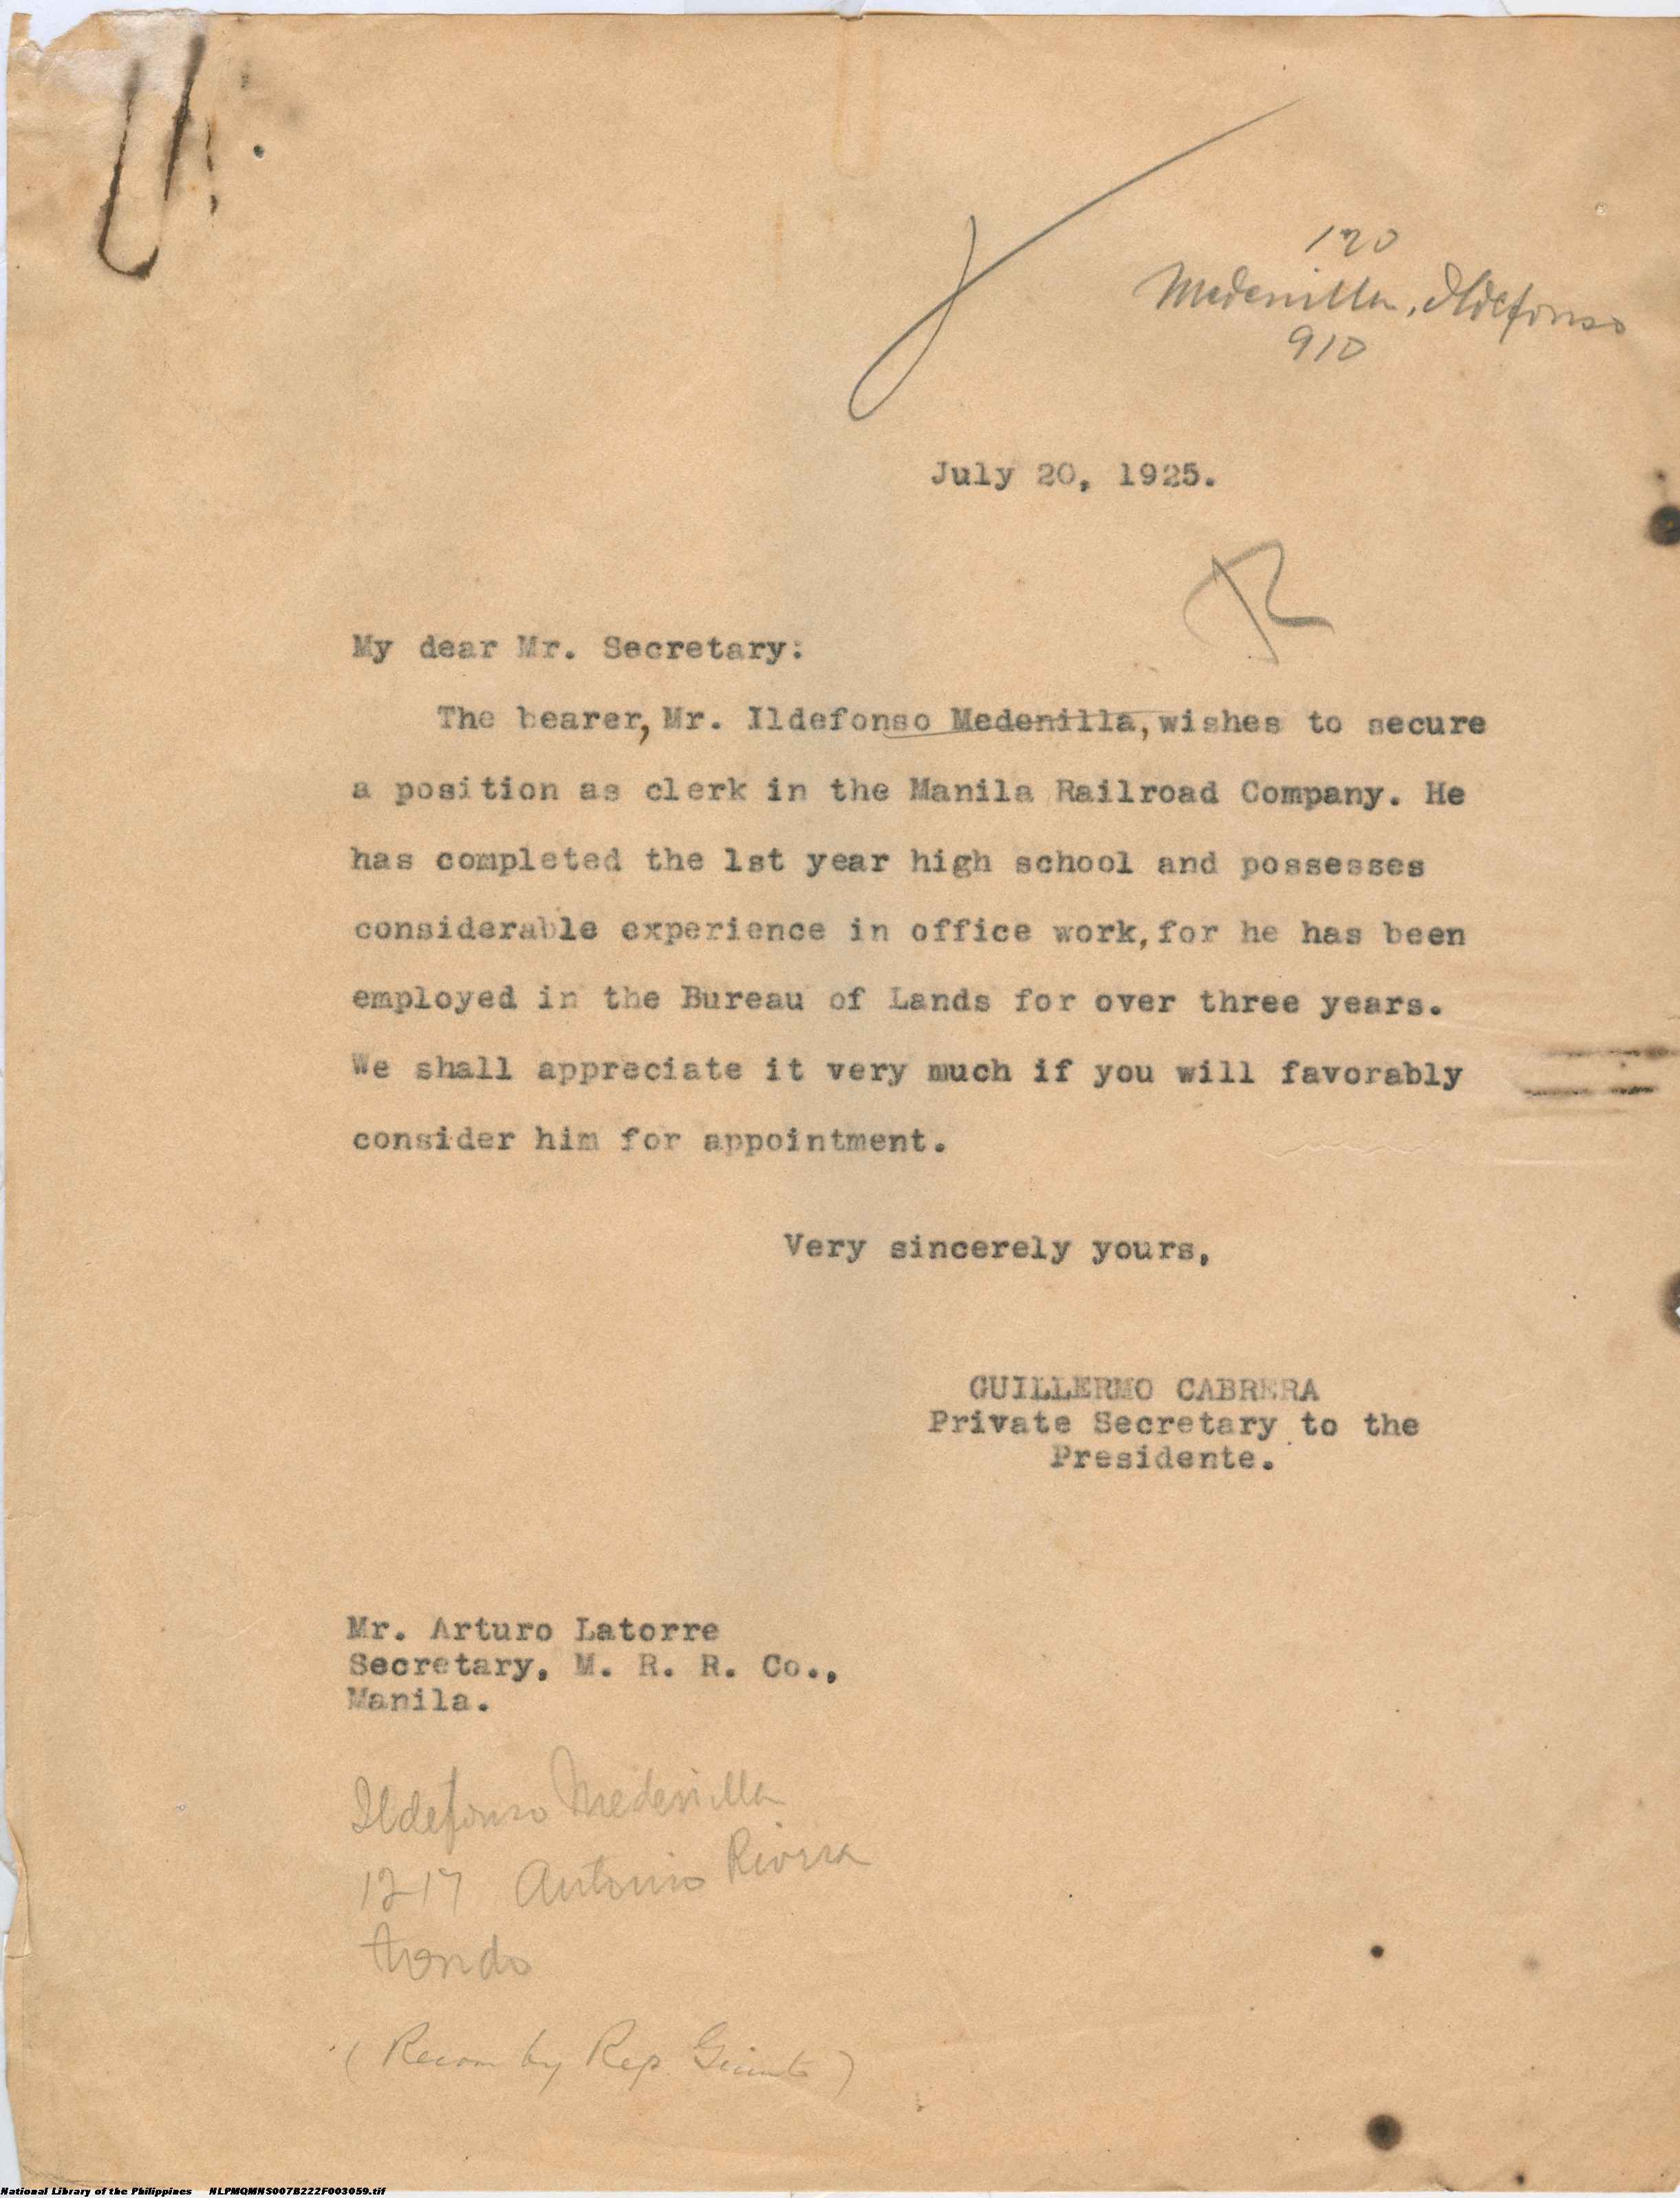 120
Medenilla, Ildefonso
910
July 20, 1925.
R
My dear Mr. Secretary:
The bearer, Mr. Ildefonso Medenilla, wishes to secure
a position as clerk in the Manila Railroad Company. He
has completed the 1st year high school and possesses
considerable experience in office work, for he has been
employed in the Bureau of Lands for over three years.
We shall appreciate it very much if you will favorably
consider him for appointment.
Very sincerely yours,
GUILLERMO CABRERA
Private Secretary to the
Presidente.
Mr. Arturo Latorre
Secretary, M. R. R. Co.,
Manila.
Ildefonso Medenilla
1217 Antonio Rivera
tondo
(Recom by Rep.
National Library of the Philippines NLPMQMNS007B222F003059.tif